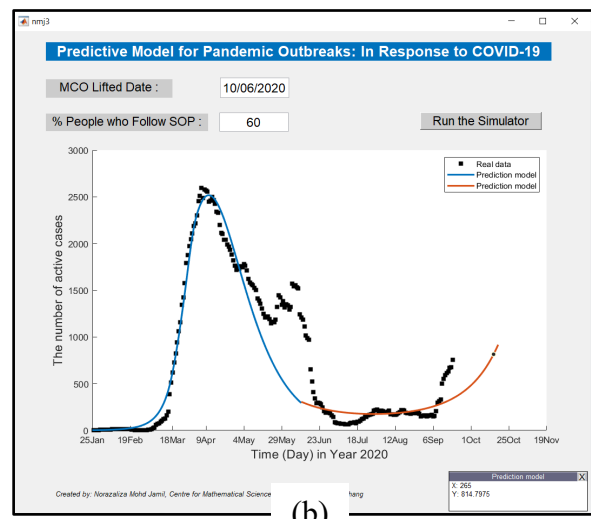 nmj3
Predictive Model for Pandemic Outbreaks: In Response to COVID-19
MCO Lifted Date :
10/06/2020
% People who Follow SOP :
60
Run the Simulator
Real data
Prediction model
Prediction model
The number of active cases
3000
2500
2000
1500
1000
500
0
25Jan 19Feb 18Mar 9Apr 4May 29May 23Jun 18Jul 12Aug 6Sep 1Oct 25Oct 19Nov
Time (Day) in Year 2020
Created by: Norazaliza Mohd Jamil, Centre for Mathematical Science
hang
Prediction model X
X: 265
Y: 814.7975
(b)